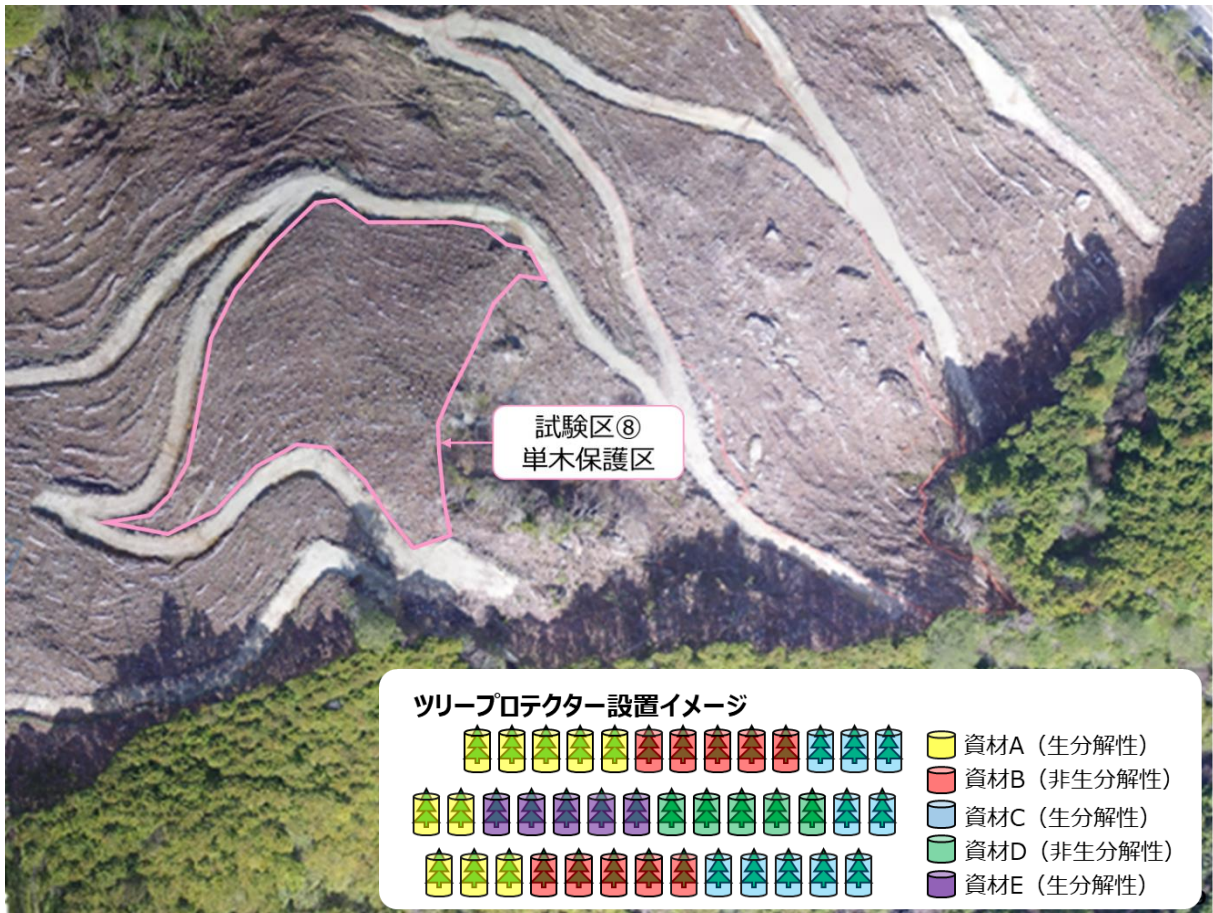 試験区⑧
単木保護区
ツリープロテクター設置イメージ
資材A（生分解性）
資材B（非生分解性）
資材C（生分解性）
資材D（非生分解性）
資材E（生分解性）